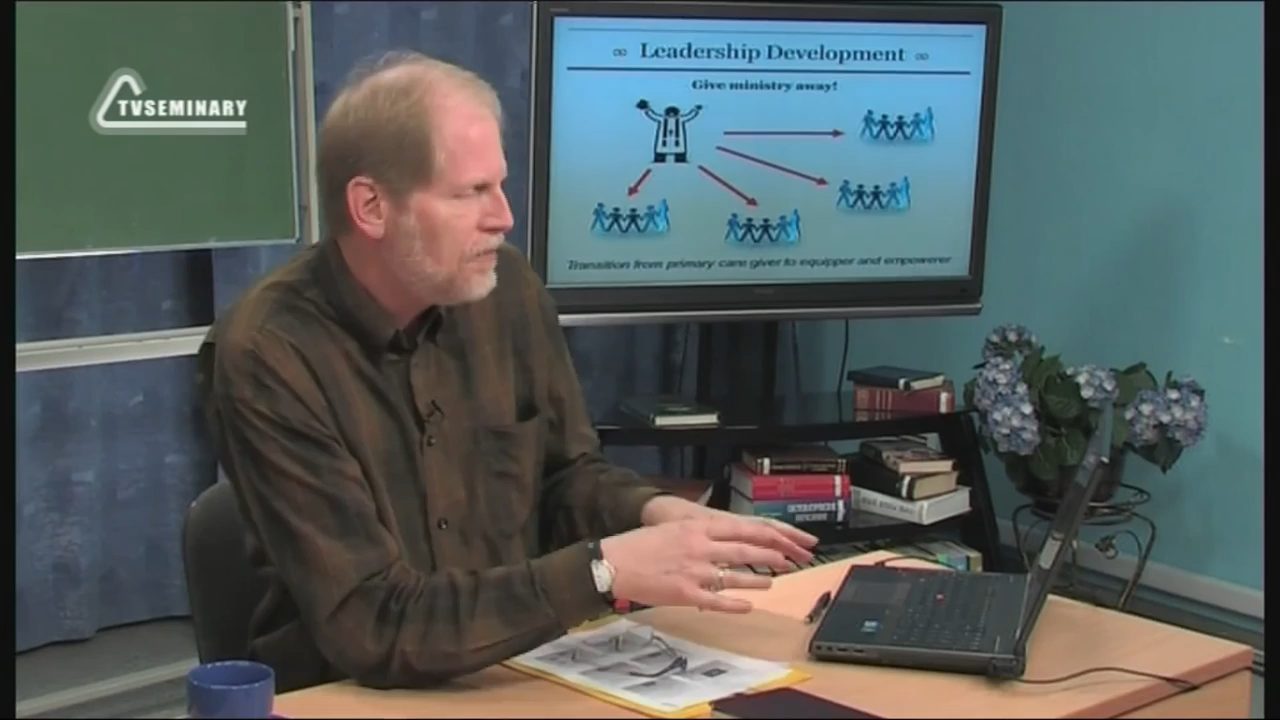 TVSEMINARY
Leadership Development
Give ministry away!
Transition from primary care giver to equipper and empowerer